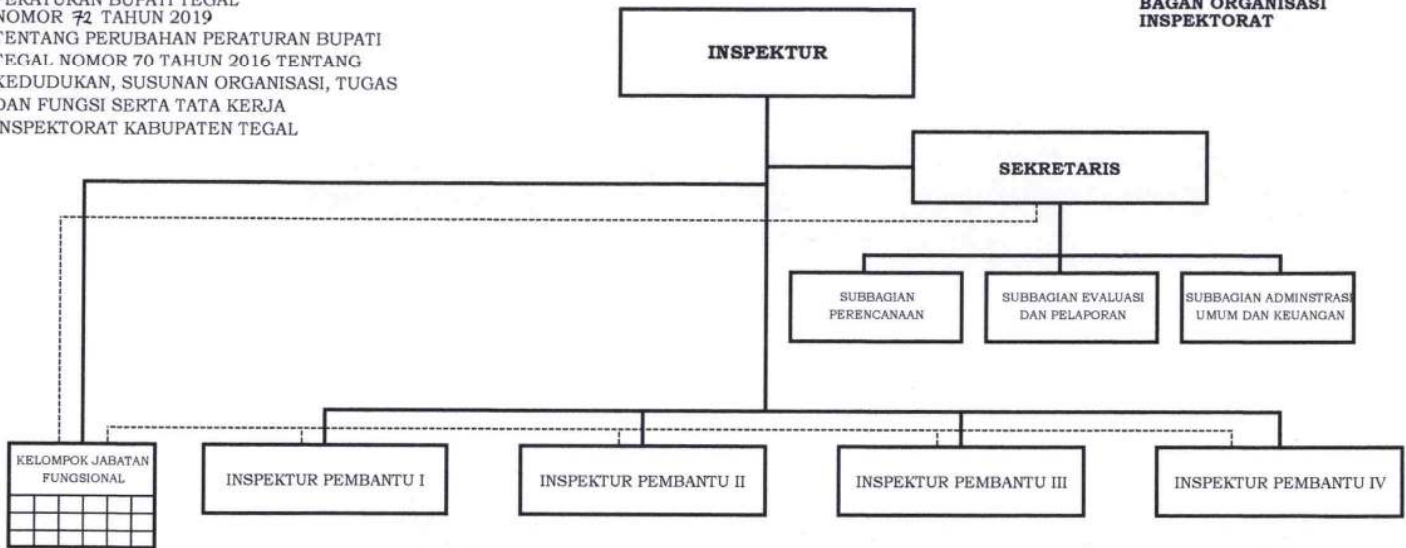 PERATURAN BUPATI TEGAL
NOMOR 72 TAHUN 2019
TENTANG PERUBAHAN PERATURAN BUPATI
TEGAL NOMOR 70 TAHUN 2016 TENTANG
KEDUDUKAN, SUSUNAN ORGANISASI, TUGAS
DAN FUNGSI SERTA TATA KERJA
INSPEKTORAT KABUPATEN TEGAL
BAGAN ORGANISASI
INSPEKTORAT
INSPEKTUR
SEKRETARIS
SUBBAGIAN
PERENCANAAN
SUBBAGIAN EVALUASI
DAN PELAPORAN
SUBBAGIAN ADMINSTRASI
UMUM DAN KEUANGAN
KELOMPOK JABATAN
FUNGSIONAL
INSPEKTUR PEMBANTU I
INSPEKTUR PEMBANTU II
INSPEKTUR PEMBANTU III
INSPEKTUR PEMBANTU IV